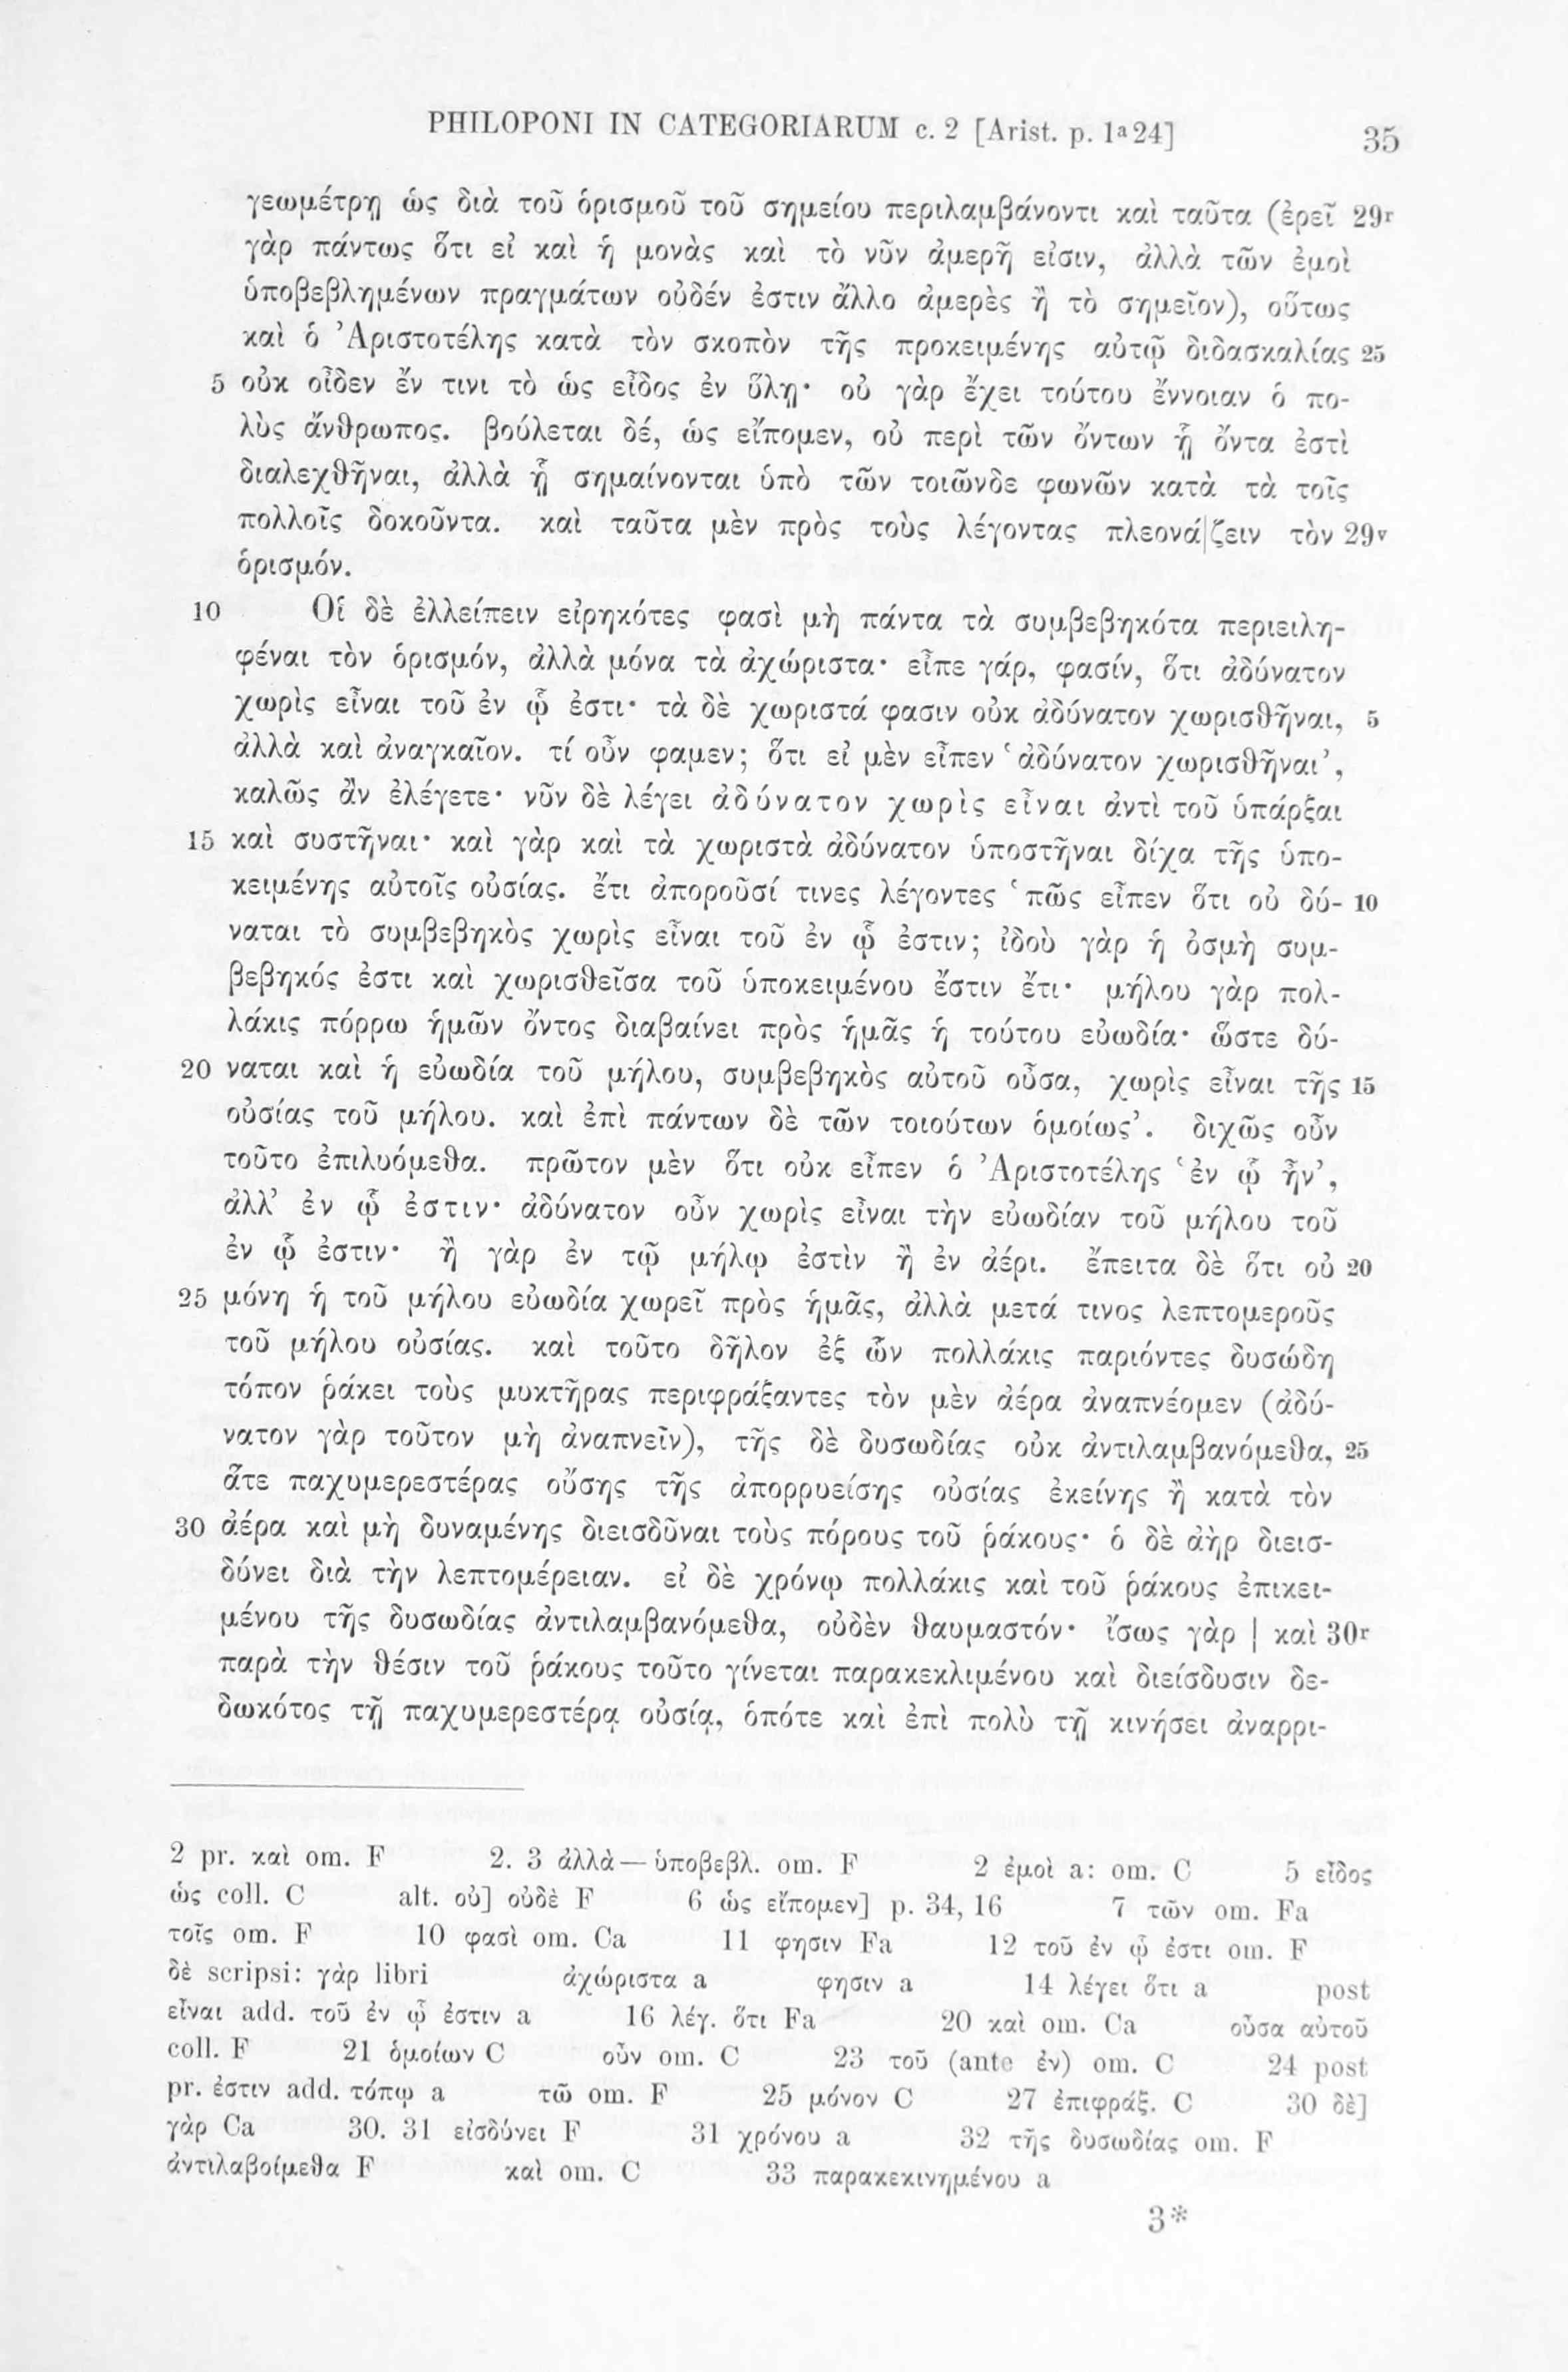 PHILOPONI IN CATEGORIARUM c. 2 [Arist. p. 1ª24] 35
γεωμέτρῃ ὡς διὰ τοῦ ὁρισμοῦ τοῦ σημείου περιλαμβάνοντι καὶ ταῦτα (ἐρεῖ 29r
γὰρ πάντως ὅτι εἰ καὶ ἡ μονὰς καὶ τὸ νῦν ἀμερῆ εἰσιν, ἀλλὰ τῶν ἐμοὶ
ὑποβεβλημένων πραγμάτων οὐδέν ἐστιν ἄλλο ἀμερὲς ἢ τὸ σημεῖον), οὕτως
καὶ ὁ Ἀριστοτέλης κατὰ τὸν σκοπὸν τῆς προκειμένης αὐτῷ διδασκαλίας 25
5 οὐκ οἶδεν ἔν τινι τὸ ὡς εἶδος ἐν ὕλῃ· οὐ γὰρ ἔχει τούτου ἔννοιαν ὁ πο-
λὺς ἄνθρωπος. βούλεται δέ, ὡς εἴπομεν, οὐ περὶ τῶν ὄντων ᾗ ὄντα ἐστὶ
διαλεχθῆναι, ἀλλὰ ᾗ σημαίνονται ὑπὸ τῶν τοιῶνδε φωνῶν κατὰ τὰ τοῖς
πολλοῖς δοκοῦντα. καὶ ταῦτα μὲν πρὸς τοὺς λέγοντας πλεονά|ζειν τὸν 29v
ὁρισμόν.
10 Οἱ δὲ ἐλλείπειν εἰρηκότες φασὶ μὴ πάντα τὰ συμβεβηκότα περιειλη-
φέναι τὸν ὁρισμόν, ἀλλὰ μόνα τὰ ἀχώριστα· εἶπε γάρ, φασίν, ὅτι ἀδύνατον
χωρὶς εἶναι τοῦ ἐν ᾧ ἐστι· τὰ δὲ χωριστά φασιν οὐκ ἀδύνατον χωρισθῆναι, 5
ἀλλὰ καὶ ἀναγκαῖον. τί οὖν φαμεν; ὅτι εἰ μὲν εἶπεν ‘ἀδύνατον χωρισθῆναι’,
καλῶς ἂν ἐλέγετε· νῦν δὲ λέγει ἀδύνατον χωρὶς εἶναι ἀντὶ τοῦ ὑπάρξαι
15 καὶ συστῆναι· καὶ γὰρ καὶ τὰ χωριστὰ ἀδύνατον ὑποστῆναι δίχα τῆς ὑπο-
κειμένης αὐτοῖς οὐσίας. ἔτι ἀποροῦσί τινες λέγοντες ‘πῶς εἶπεν ὅτι οὐ δύ- 10
ναται τὸ συμβεβηκὸς χωρὶς εἶναι τοῦ ἐν ᾧ ἐστιν; ἰδοὺ γὰρ ἡ ὀσμὴ συμ-
βεβηκός ἐστι καὶ χωρισθεῖσα τοῦ ὑποκειμένου ἔστιν ἔτι· μήλου γὰρ πολ-
λάκις πόρρω ἡμῶν ὄντος διαβαίνει πρὸς ἡμᾶς ἡ τούτου εὐωδία· ὥστε δύ-
20 ναται καὶ ἡ εὐωδία τοῦ μήλου, συμβεβηκὸς αὐτοῦ οὖσα, χωρὶς εἶναι τῆς 15
οὐσίας τοῦ μήλου. καὶ ἐπὶ πάντων δὲ τῶν τοιούτων ὁμοίως’. διχῶς οὖν
τοῦτο ἐπιλυόμεθα. πρῶτον μὲν ὅτι οὐκ εἶπεν ὁ Ἀριστοτέλης ‘ἐν ᾧ ἦν’,
ἀλλ’ ἐν ᾧ ἐστιν· ἀδύνατον οὖν χωρὶς εἶναι τὴν εὐωδίαν τοῦ μήλου τοῦ
ἐν ᾧ ἐστιν· ἢ γὰρ ἐν τῷ μήλῳ ἐστὶν ἢ ἐν ἀέρι. ἔπειτα δὲ ὅτι οὐ 20
25 μόνη ἡ τοῦ μήλου εὐωδία χωρεῖ πρὸς ἡμᾶς, ἀλλὰ μετά τινος λεπτομεροῦς
τοῦ μήλου οὐσίας. καὶ τοῦτο δῆλον ἐξ ὧν πολλάκις παριόντες δυσώδη
τόπον ῥάκει τοὺς μυκτῆρας περιφράξαντες τὸν μὲν ἀέρα ἀναπνέομεν (ἀδύ-
νατον γὰρ τοῦτον μὴ ἀναπνεῖν), τῆς δὲ δυσωδίας οὐκ ἀντιλαμβανόμεθα, 25
ἅτε παχυμερεστέρας οὔσης τῆς ἀπορρυείσης οὐσίας ἐκείνης ἢ κατὰ τὸν
30 ἀέρα καὶ μὴ δυναμένης διεισδῦναι τοὺς πόρους τοῦ ῥάκους· ὁ δὲ ἀὴρ διεισ-
δύνει διὰ τὴν λεπτομέρειαν. εἰ δὲ χρόνῳ πολλάκις καὶ τοῦ ῥάκους ἐπικει-
μένου τῆς δυσωδίας ἀντιλαμβανόμεθα, οὐδὲν θαυμαστόν· ἴσως γὰρ | καὶ 30r
παρὰ τὴν θέσιν τοῦ ῥάκους τοῦτο γίνεται παρακεκλιμένου καὶ διείσδυσιν δε-
δωκότος τῇ παχυμερεστέρᾳ οὐσίᾳ, ὁπότε καὶ ἐπὶ πολὺ τῇ κινήσει ἀναρρι-
2 pr. καὶ om. F 2. 3 ἀλλὰ—ὑποβεβλ. om. F 2 ἐμοὶ a: om. C 5 εἶδος
ὡς coll. C alt. οὐ] οὐδὲ F 6 ὡς εἴπομεν] p. 34, 16 7 τῶν om. Fa
τοῖς om. F 10 φασὶ om. Ca 11 φησιν Fa 12 τοῦ ἐν ᾧ ἐστι om. F
δὲ scripsi: γὰρ libri ἀχώριστα a φησιν a 14 λέγει ὅτι a post
εἶναι add. τοῦ ἐν ᾧ ἐστιν a 16 λέγ. ὅτι Fa 20 καὶ om. Ca οὖσα αὐτοῦ
coll. F 21 ὁμοίων C οὖν om. C 23 τοῦ (ante ἐν) om. C 24 post
pr. ἐστιν add. τόπῳ a τῶ om. F 25 μόνον C 27 ἐπιφράξ. C 30 δὲ]
γὰρ Ca 30. 31 εἰσδύνει F 31 χρόνου a 32 τῆς δυσωδίας om. F
ἀντιλαβοίμεθα F καὶ om. C 33 παρακεκινημένου a
3*